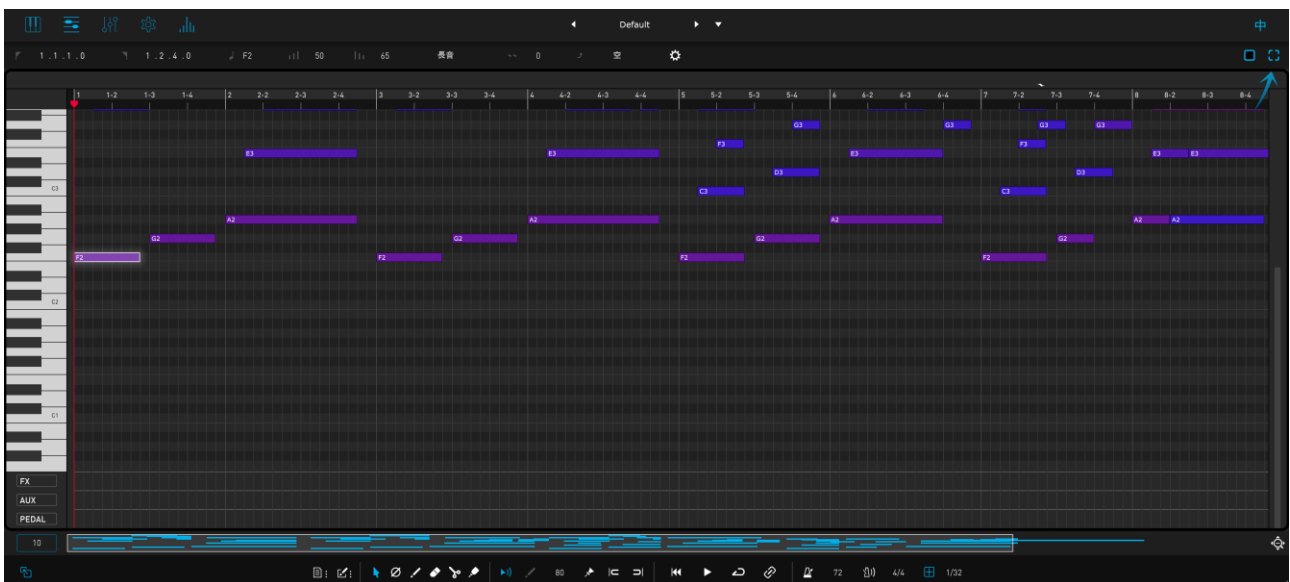 Default 中
1.1.1.0 1.2.4.0 F2 50 65 長音 0 空
1 1-2 1-3 1-4 2 2-2 2-3 2-4 3 3-2 3-3 3-4 4 4-2 4-3 4-4 5 5-2 5-3 5-4 6 6-2 6-3 6-4 7 7-2 7-3 7-4 8 8-2 8-3 8-4
G3 G3 G3 G3
F3 F3
E3 E3 E3 E3 E3
D3 D3
C3 C3 C3
A2 A2 A2 A2 A2
G2 G2 G2 G2
F2 F2 F2 F2
C2
C1
FX
AUX
PEDAL
10
80 72 4/4 1/32